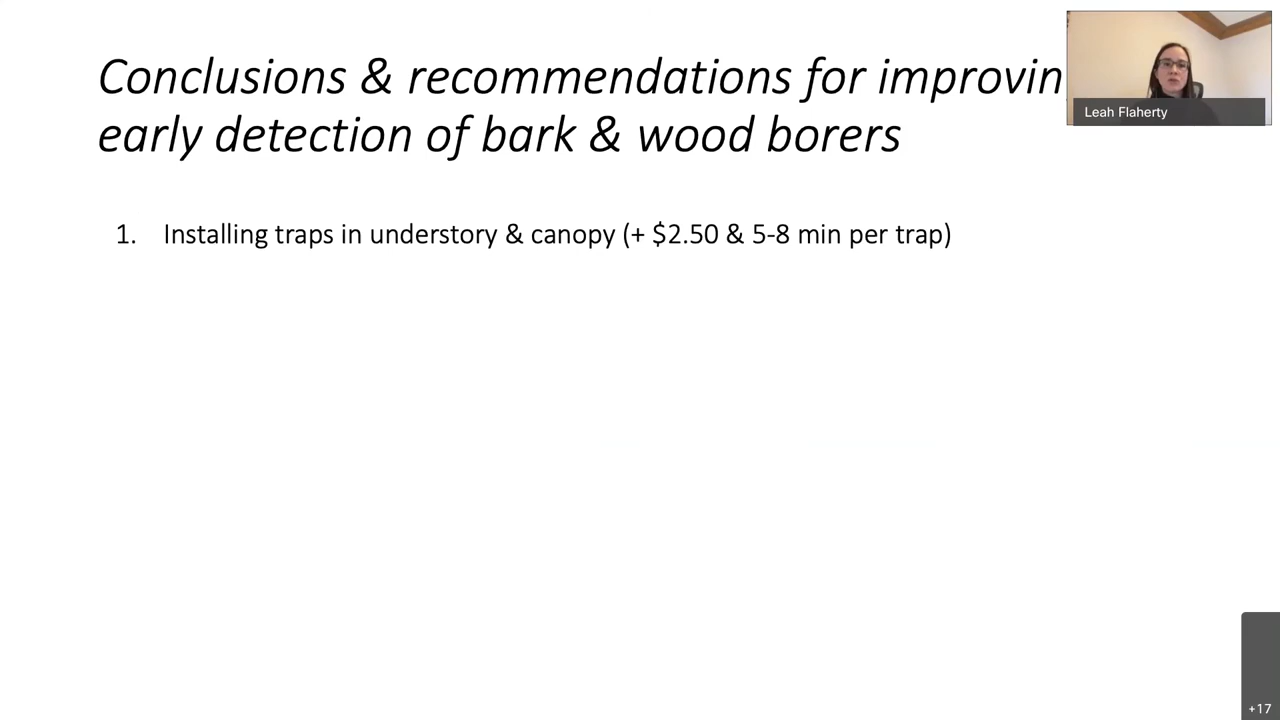 Conclusions & recommendations for improvin
early detection of bark & wood borers
Leah Flaherty
1. Installing traps in understory & canopy (+ $2.50 & 5-8 min per trap)
+17